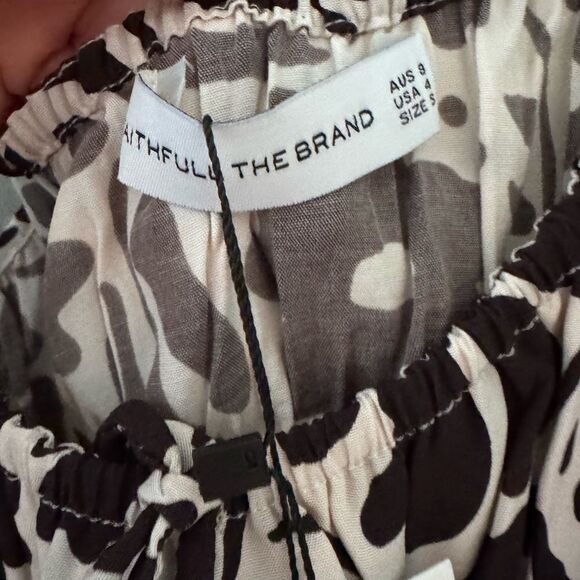 AITHFULL THE BRAND
AUS 8
USA 4
SIZE S